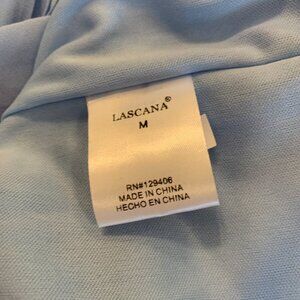 LASCANA®
M
RN#129406
MADE IN CHINA
HECHO EN CHINA